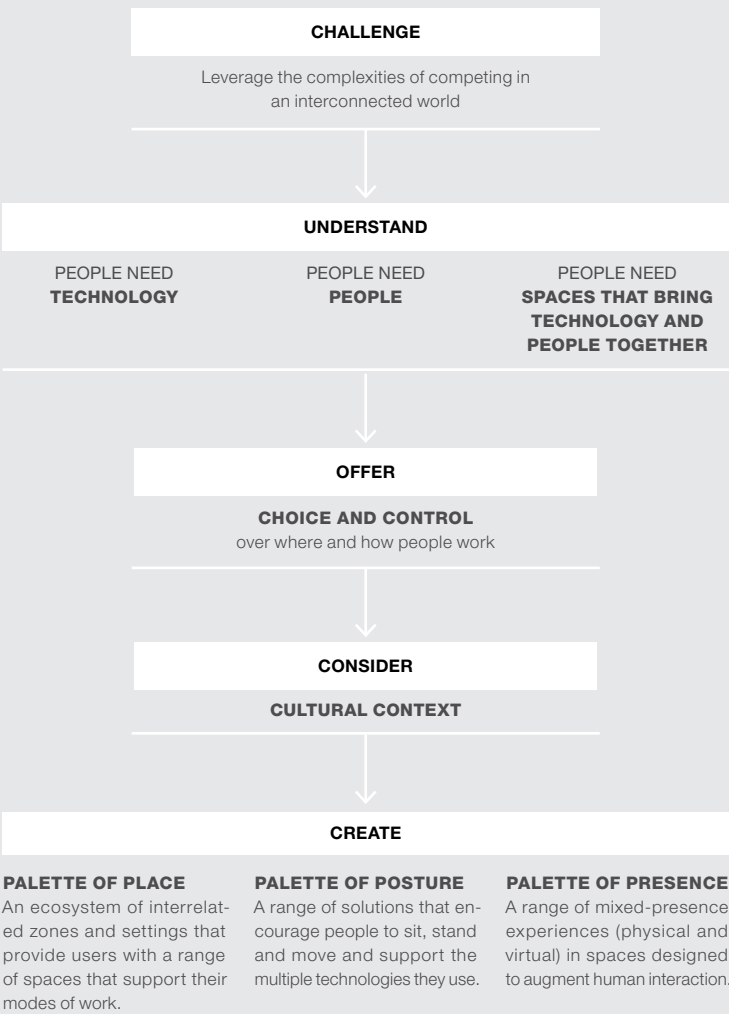 CHALLENGE
Leverage the complexities of competing in
an interconnected world
UNDERSTAND
PEOPLE NEED
TECHNOLOGY
PEOPLE NEED
PEOPLE
PEOPLE NEED
SPACES THAT BRING
TECHNOLOGY AND
PEOPLE TOGETHER
OFFER
CHOICE AND CONTROL
over where and how people work
CONSIDER
CULTURAL CONTEXT
CREATE
PALETTE OF PLACE
An ecosystem of interrelat-
ed zones and settings that
provide users with a range
of spaces that support their
modes of work.
PALETTE OF POSTURE
A range of solutions that en-
courage people to sit, stand
and move and support the
multiple technologies they use.
PALETTE OF PRESENCE
A range of mixed-presence
experiences (physical and
virtual) in spaces designed
to augment human interaction.